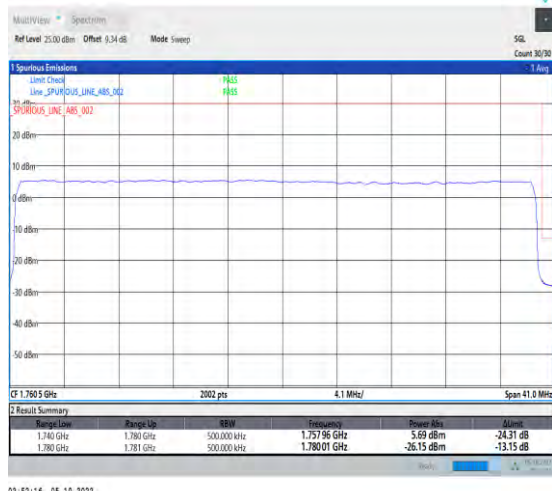 MultiView Spectrum
Ref Level 25.00 dBm Offset 9.34 dB Mode Sweep SGL
Count 30/30
1 Spurious Emissions 1 Avg
Limit Check PASS
Line _SPURIOUS_LINE_ABS_002 PASS
_SPURIOUS_LINE_ABS_002
20 dBm
10 dBm
0 dBm
-10 dBm
-20 dBm
-30 dBm
-40 dBm
-50 dBm
CF 1.7605 GHz 2002 pts 4.1 MHz/ Span 41.0 MHz
2 Result Summary
Range Low Range Up RBW Frequency Power Abs ΔLimit
1.740 GHz 1.780 GHz 500.000 kHz 1.75796 GHz 5.69 dBm -24.31 dB
1.780 GHz 1.781 GHz 500.000 kHz 1.78001 GHz -26.15 dBm -13.15 dB